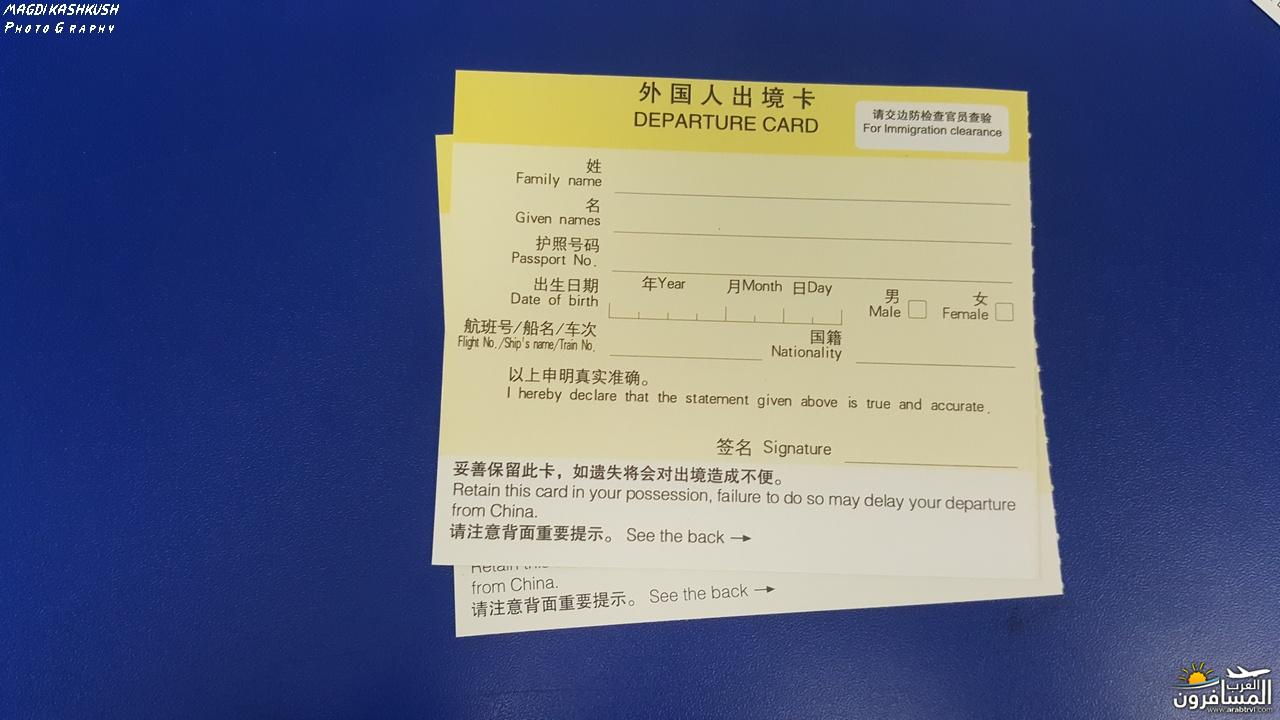 MAGDI KASHKUSH
PHOTOGRAPHY
外国人出境卡
DEPARTURE CARD
请交边防检查官员查验
For Immigration clearance
姓
Family name
名
Given names
护照号码
Passport No.
出生日期 年Year 月Month 日Day 男 女
Date of birth Male Female
航班号/船名/车次 国籍
Flight No./Ship's name/Train No. Nationality
以上申明真实准确。
I hereby declare that the statement given above is true and accurate.
签名 Signature
妥善保留此卡，如遗失将会对出境造成不便。
Retain this card in your possession, failure to do so may delay your departure
from China.
请注意背面重要提示。 See the back →
Retain this
from China.
请注意背面重要提示。 See the back →
العرب
المسافرون
www.arabtrvl.com